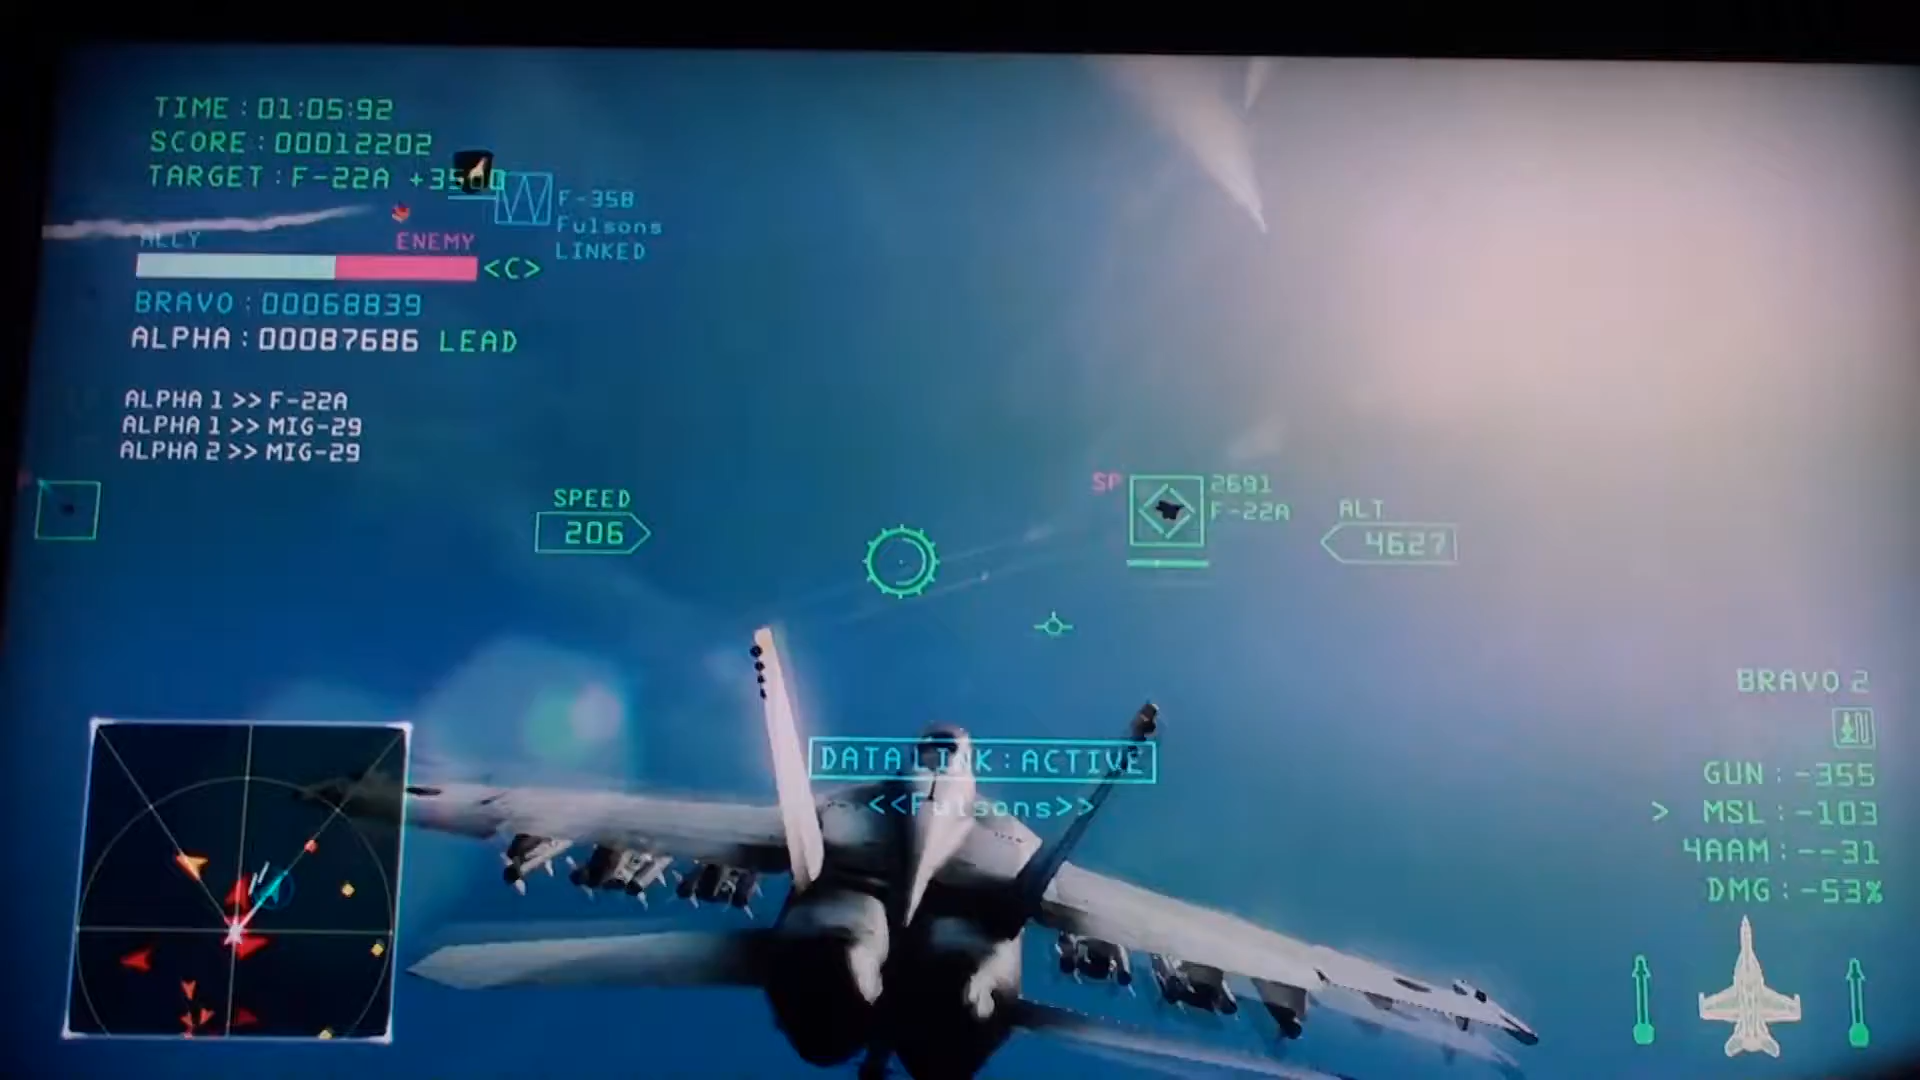 TIME : 01:05:92
SCORE : 00012202
TARGET : F-22A +3500
F-35B
Fulsons
LINKED
ALLY
ENEMY
<C>
BRAVO : 00068839
ALPHA : 00087686 LEAD
ALPHA 1 >> F-22A
ALPHA 1 >> MIG-29
ALPHA 2 >> MIG-29
SPEED
206
SP
2691
F-22A
ALT
4627
BRAVO 2
GUN : -355
> MSL : -103
4AAM : --31
DMG : -53%
DATA LINK : ACTIVE
<<Fulsons>>